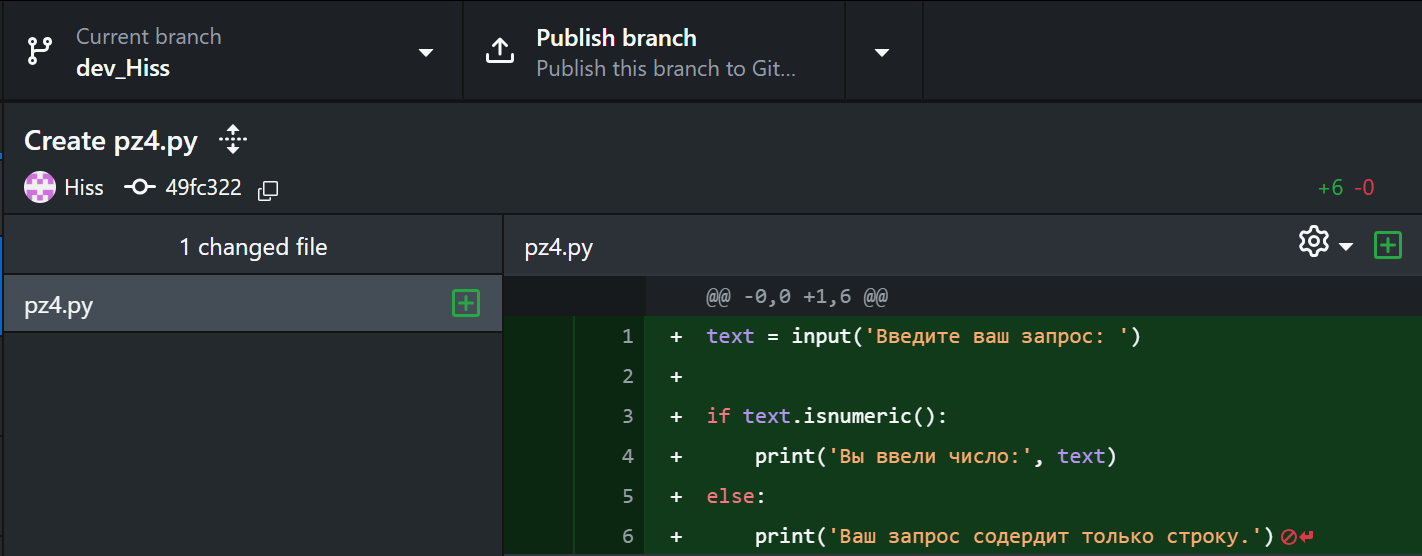 Current branch
dev_Hiss
Publish branch
Publish this branch to Git...
Create pz4.py
Hiss 49fc322 +6 -0
1 changed file
pz4.py
pz4.py
@@ -0,0 +1,6 @@
1 + text = input('Введите ваш запрос: ')
2 +
3 + if text.isnumeric():
4 +     print('Вы ввели число:', text)
5 + else:
6 +     print('Ваш запрос содердит только строку.')